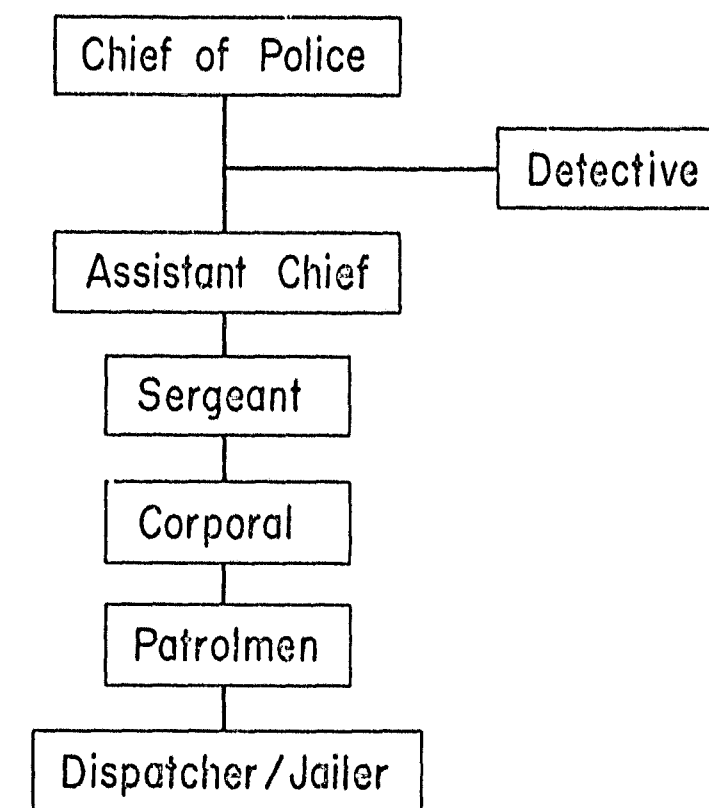 Chief of Police
Detective
Assistant Chief
Sergeant
Corporal
Patrolmen
Dispatcher/Jailer